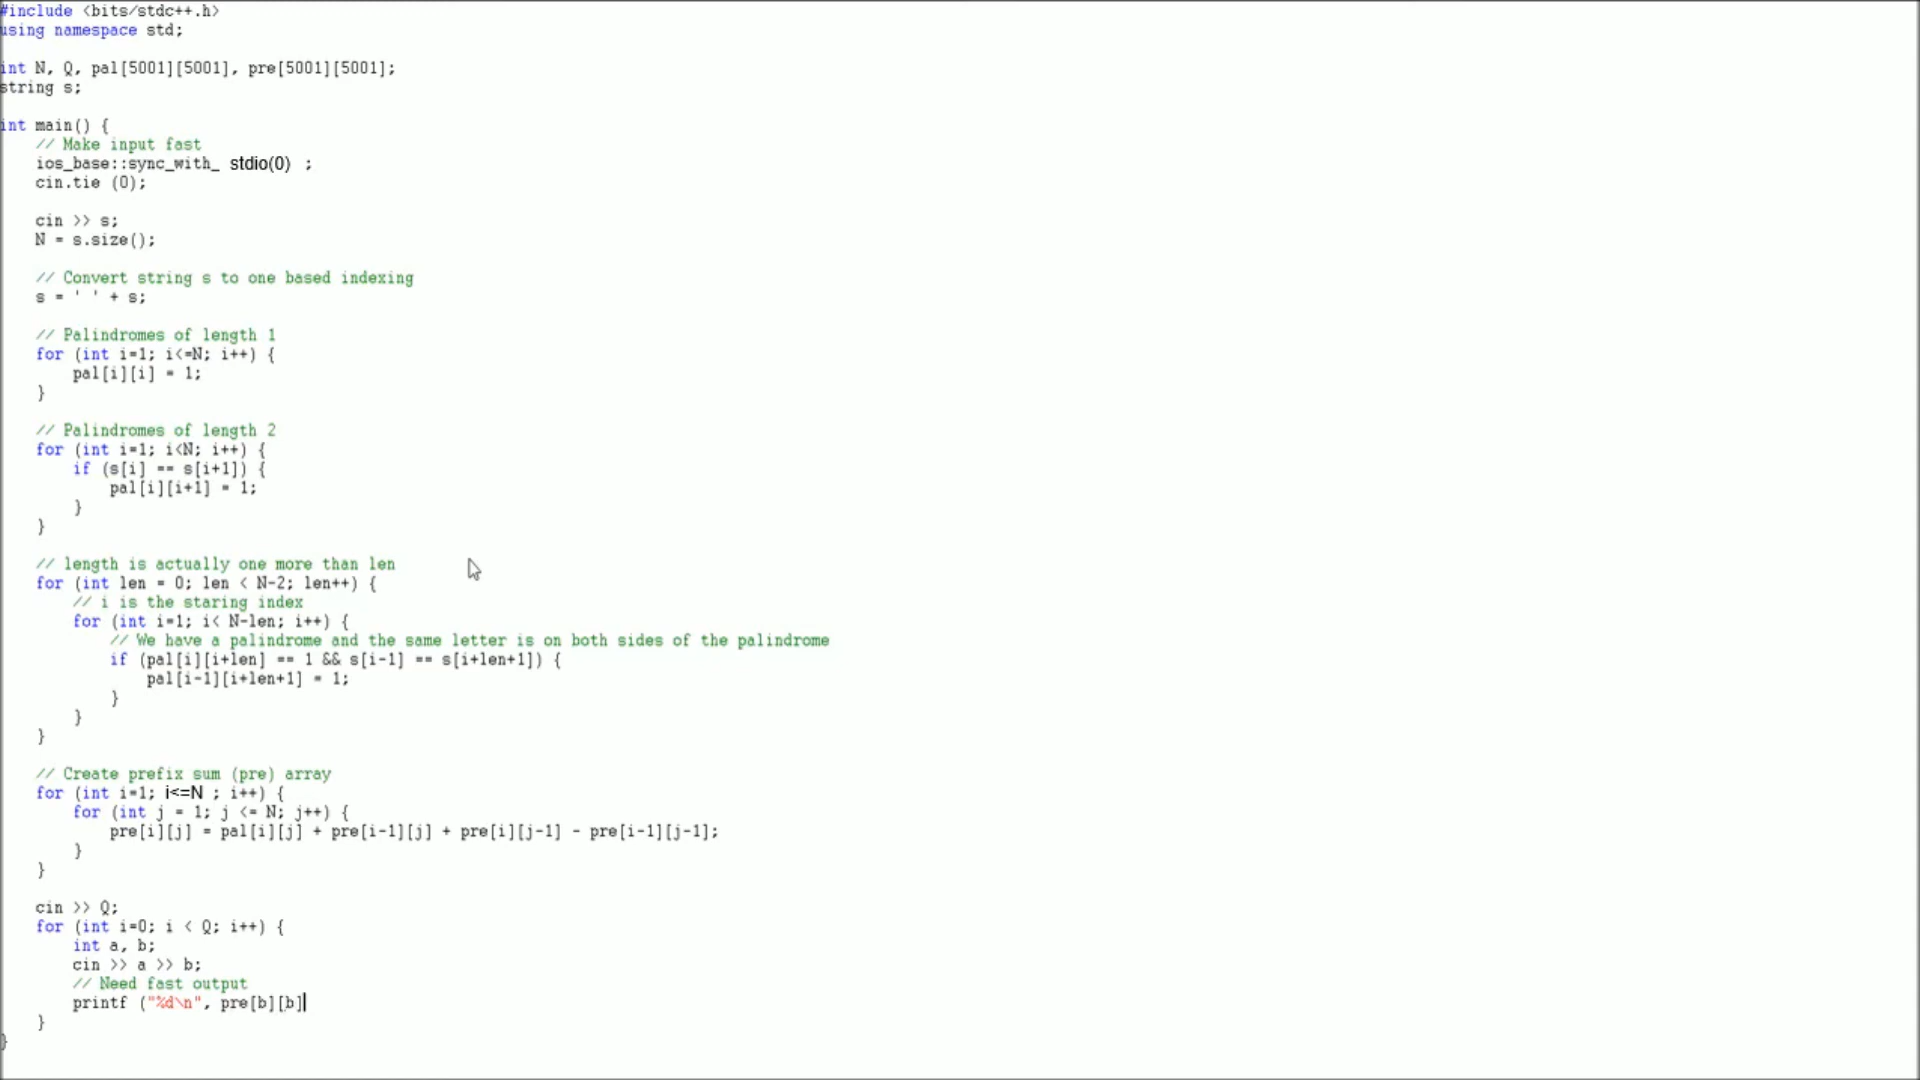 #include <bits/stdc++.h>
using namespace std;
int N, Q, pal[5001][5001], pre[5001][5001];
string s;
int main() {
// Make input fast
ios_base::sync_with_ stdio(0) ;
cin.tie (0);
cin >> s;
N = s.size();
// Convert string s to one based indexing
s = ' ' + s;
// Palindromes of length 1
for (int i=1; i<=N; i++) {
pal[i][i] = 1;
}
// Palindromes of length 2
for (int i=1; i<N; i++) {
if (s[i] == s[i+1]) {
pal[i][i+1] = 1;
}
}
// length is actually one more than len
for (int len = 0; len < N-2; len++) {
// i is the staring index
for (int i=1; i< N-len; i++) {
// We have a palindrome and the same letter is on both sides of the palindrome
if (pal[i][i+len] == 1 && s[i-1] == s[i+len+1]) {
pal[i-1][i+len+1] = 1;
}
}
}
// Create prefix sum (pre) array
for (int i=1; i<=N ; i++) {
for (int j = 1; j <= N; j++) {
pre[i][j] = pal[i][j] + pre[i-1][j] + pre[i][j-1] - pre[i-1][j-1];
}
}
cin >> Q;
for (int i=0; i < Q; i++) {
int a, b;
cin >> a >> b;
// Need fast output
printf ("%d\n", pre[b][b]
}
}